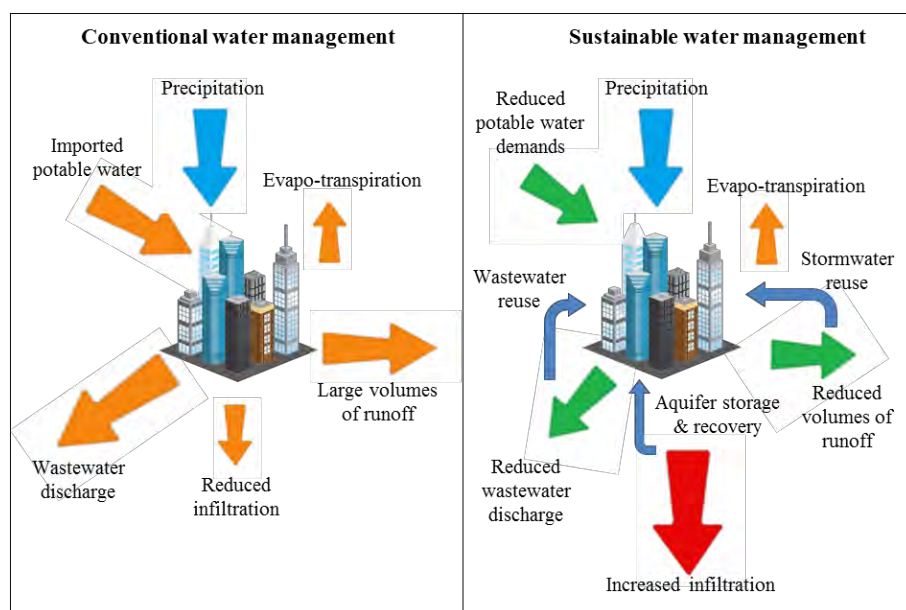 Conventional water management
Precipitation
Imported
potable water
Evapo-transpiration
Large volumes
of runoff
Wastewater
discharge
Reduced
infiltration
Sustainable water management
Reduced
potable water
demands
Precipitation
Evapo-transpiration
Wastewater
reuse
Stormwater
reuse
Aquifer storage
& recovery
Reduced
volumes of
runoff
Reduced
wastewater
discharge
Increased infiltration